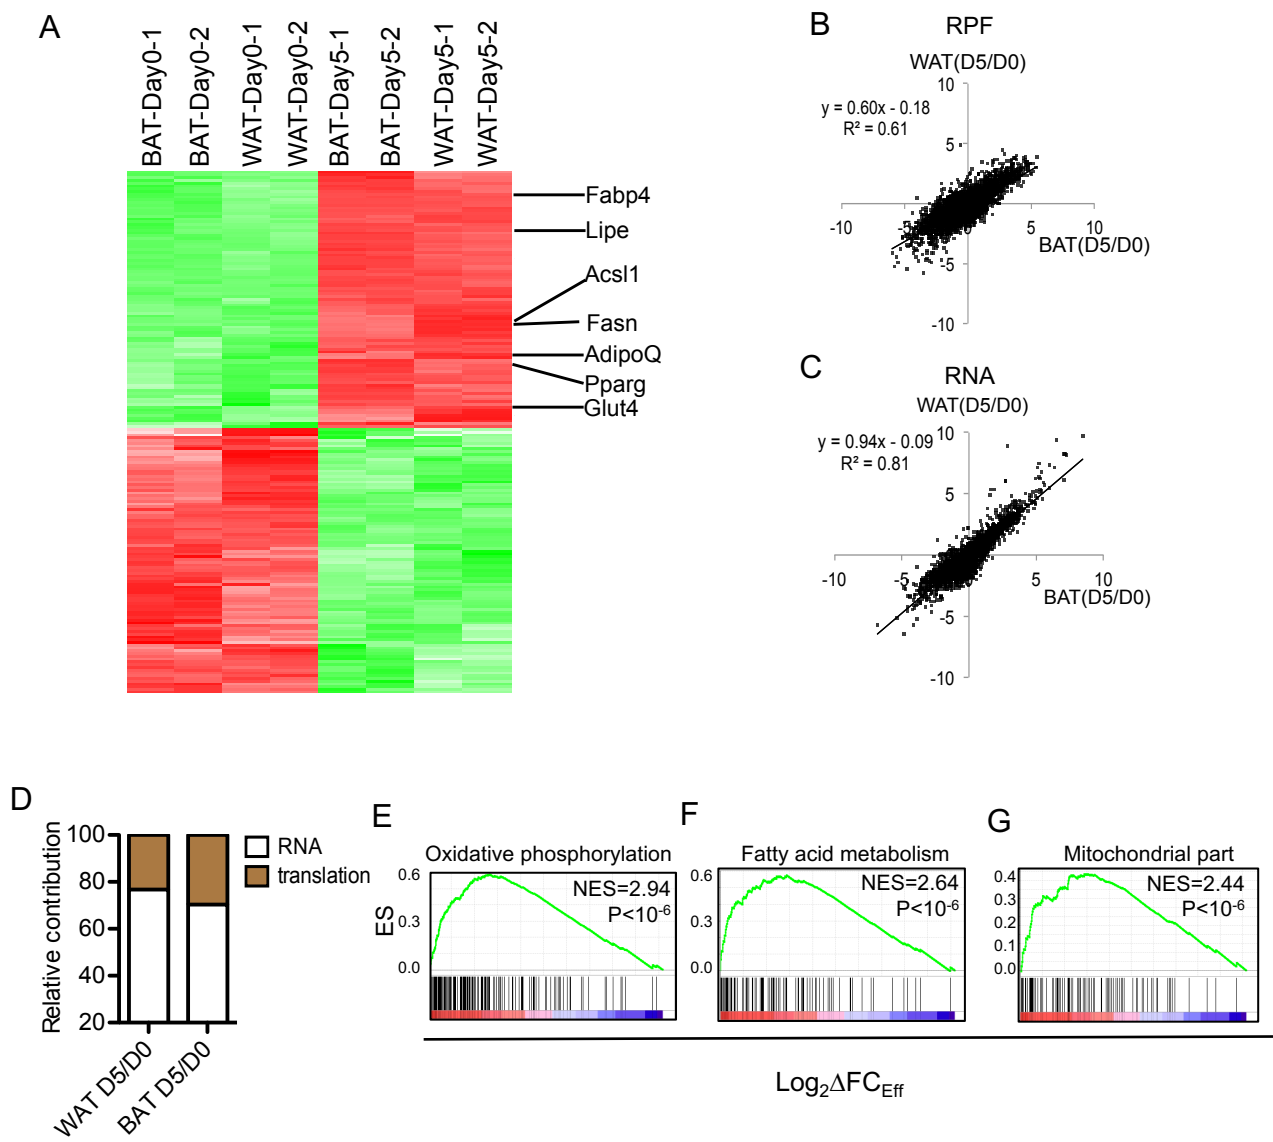 A
BAT-Day0-1
BAT-Day0-2
WAT-Day0-1
WAT-Day0-2
BAT-Day5-1
BAT-Day5-2
WAT-Day5-1
WAT-Day5-2
Fabp4
Lipe
Acsl1
Fasn
AdipoQ
Pparg
Glut4
B
RPF
WAT(D5/D0)
10
y = 0.60x - 0.18
R² = 0.61
5
-10
-5
0
5
10
BAT(D5/D0)
-5
-10
C
RNA
WAT(D5/D0)
10
y = 0.94x - 0.09
R² = 0.81
5
-10
-5
5
10
BAT(D5/D0)
-5
-10
D
Relative contribution
100
80
60
40
20
RNA
translation
WAT D5/D0
BAT D5/D0
E
Oxidative phosphorylation
ES
0.6
0.3
0.0
NES=2.94
P<10⁻⁶
F
Fatty acid metabolism
0.6
0.3
0.0
NES=2.64
P<10⁻⁶
G
Mitochondrial part
0.4
0.3
0.2
0.1
0.0
NES=2.44
P<10⁻⁶
Log₂ΔFC_Eff